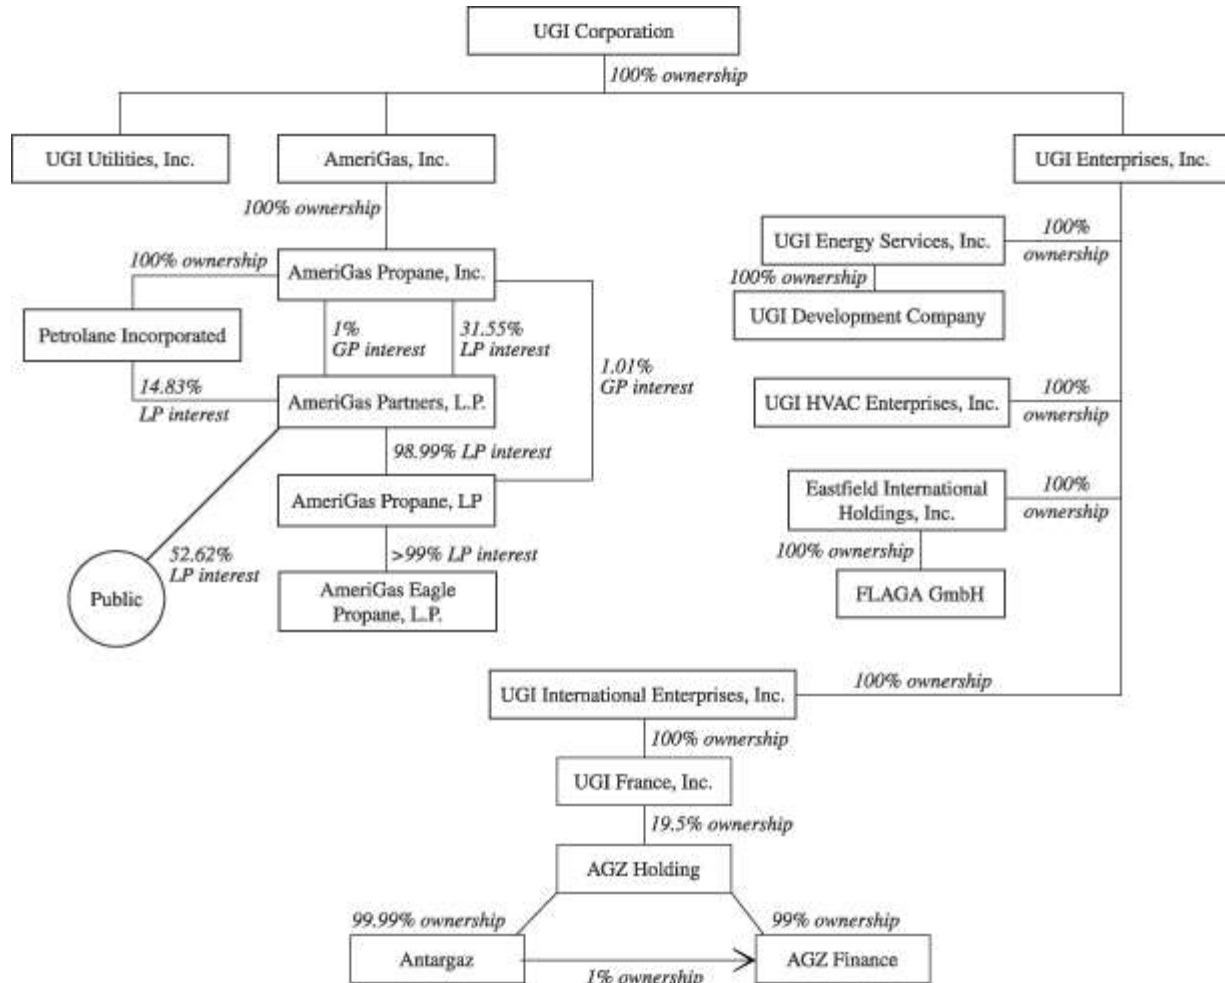 UGI Corporation
100% ownership
UGI Utilities, Inc.
AmeriGas, Inc.
UGI Enterprises, Inc.
100% ownership
100% ownership
AmeriGas Propane, Inc.
Petrolane Incorporated
1%
GP interest
31.55%
LP interest
1.01%
GP interest
14.83%
LP interest
AmeriGas Partners, L.P.
98.99% LP interest
AmeriGas Propane, LP
52.62%
LP interest
Public
>99% LP interest
AmeriGas Eagle
Propane, L.P.
UGI Energy Services, Inc.
100%
ownership
100% ownership
UGI Development Company
UGI HVAC Enterprises, Inc.
100%
ownership
Eastfield International
Holdings, Inc.
100%
ownership
100% ownership
FLAGA GmbH
UGI International Enterprises, Inc.
100% ownership
100% ownership
UGI France, Inc.
19.5% ownership
AGZ Holding
99.99% ownership
99% ownership
Antargaz
1% ownership
AGZ Finance